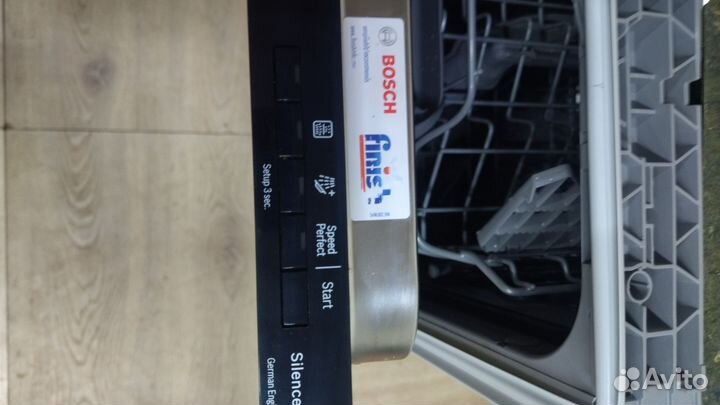 BOSCH
finish
Setup 3 sec.
Speed
Perfect
Start
Silence
German Eng
Avito